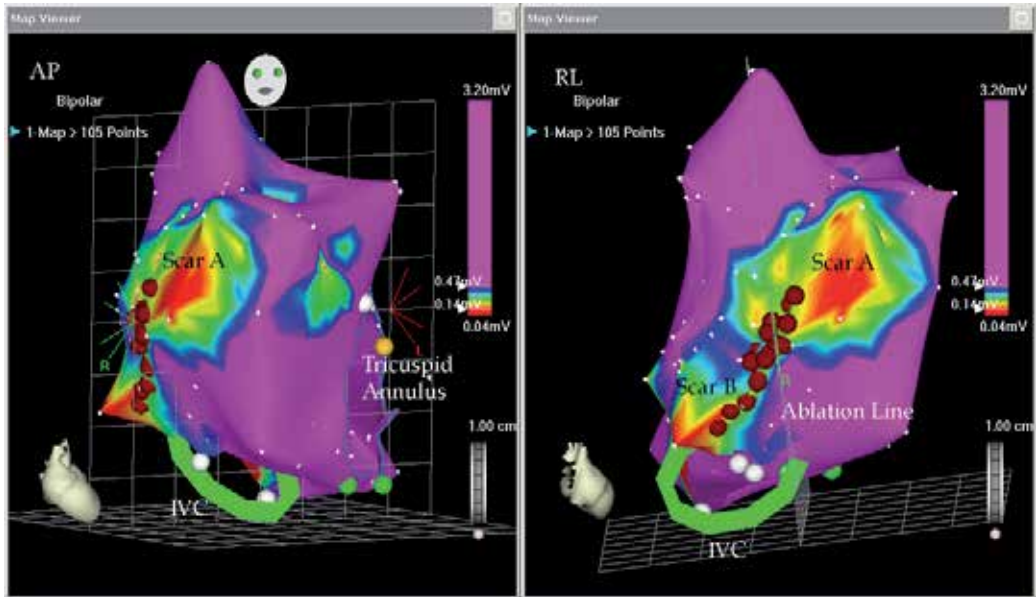 Map Viewer
AP
Bipolar
1-Map > 105 Points
3.20mV
Scar A
0.47mV
0.14mV
0.04mV
R
L
Tricuspid
Annulus
1.00 cm
IVC
Map Viewer
RL
Bipolar
1-Map > 105 Points
3.20mV
Scar A
0.47mV
0.14mV
0.04mV
Scar B
Ablation Line
1.00 cm
IVC